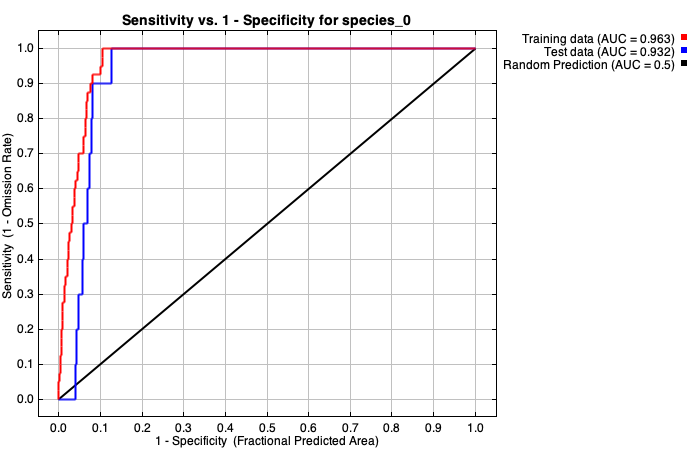 Sensitivity vs. 1 - Specificity for species_0
Training data (AUC = 0.963)
Test data (AUC = 0.932)
Random Prediction (AUC = 0.5)
Sensitivity (1 - Omission Rate)
1.0
0.9
0.8
0.7
0.6
0.5
0.4
0.3
0.2
0.1
0.0
0.0 0.1 0.2 0.3 0.4 0.5 0.6 0.7 0.8 0.9 1.0
1 - Specificity (Fractional Predicted Area)